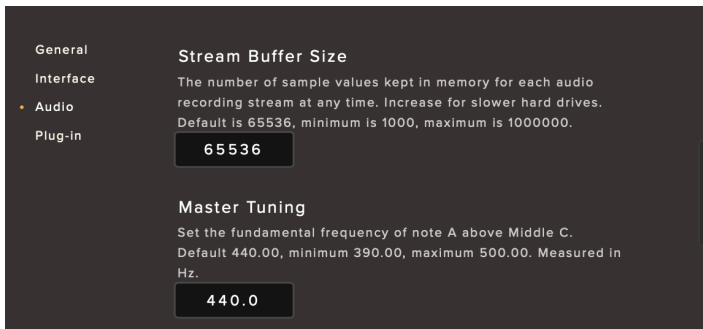 General
Interface
Audio
Plug-in
Stream Buffer Size
The number of sample values kept in memory for each audio
recording stream at any time. Increase for slower hard drives.
Default is 65536, minimum is 1000, maximum is 1000000.
65536
Master Tuning
Set the fundamental frequency of note A above Middle C.
Default 440.00, minimum 390.00, maximum 500.00. Measured in
Hz.
440.0